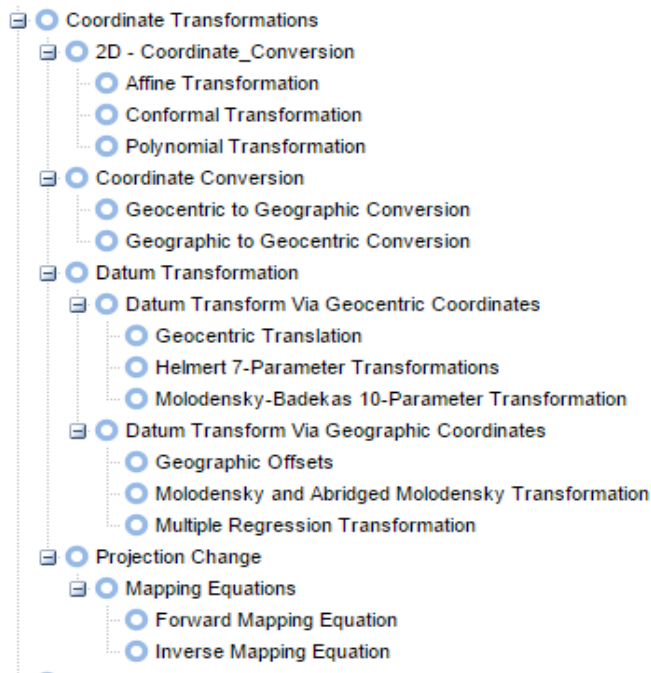 Coordinate Transformations
2D - Coordinate_Conversion
Affine Transformation
Conformal Transformation
Polynomial Transformation
Coordinate Conversion
Geocentric to Geographic Conversion
Geographic to Geocentric Conversion
Datum Transformation
Datum Transform Via Geocentric Coordinates
Geocentric Translation
Helmert 7-Parameter Transformations
Molodensky-Badekas 10-Parameter Transformation
Datum Transform Via Geographic Coordinates
Geographic Offsets
Molodensky and Abridged Molodensky Transformation
Multiple Regression Transformation
Projection Change
Mapping Equations
Forward Mapping Equation
Inverse Mapping Equation